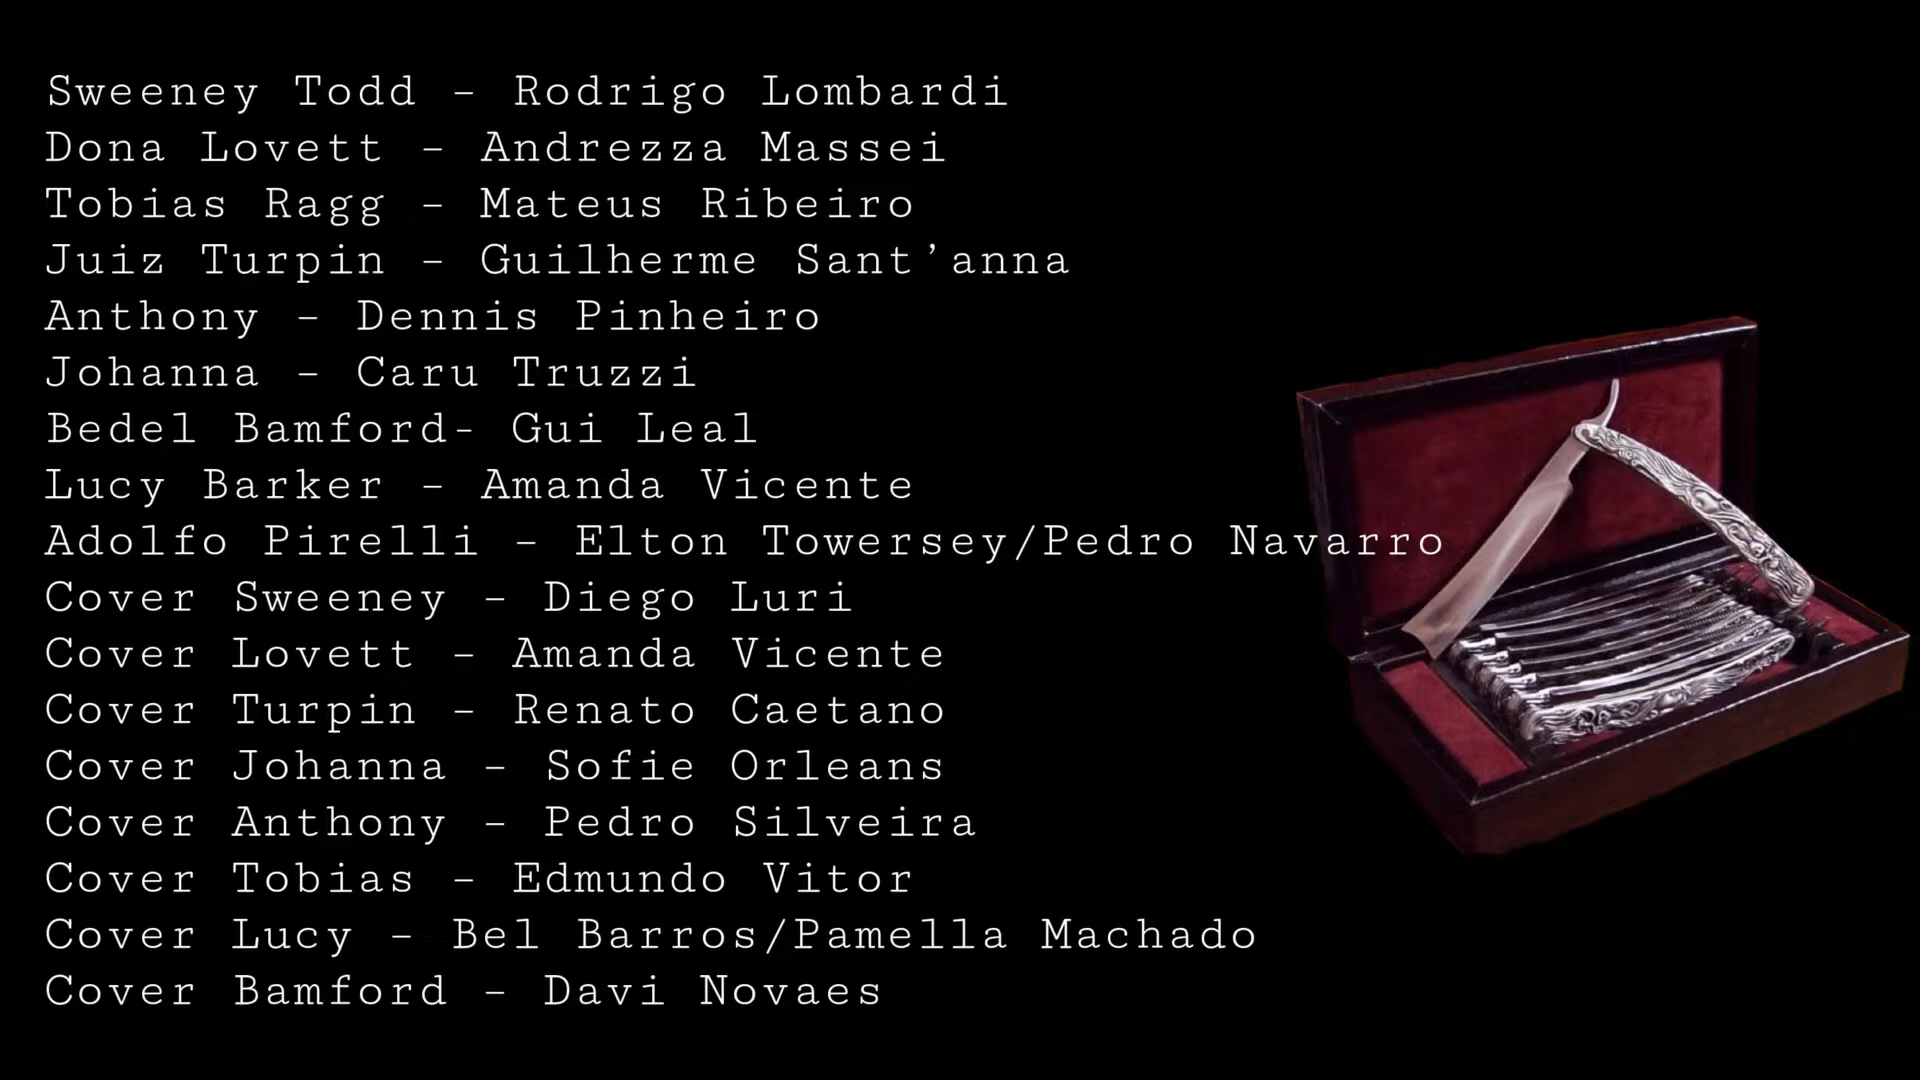 Sweeney Todd - Rodrigo Lombardi
Dona Lovett - Andrezza Massei
Tobias Ragg - Mateus Ribeiro
Juiz Turpin - Guilherme Sant’anna
Anthony - Dennis Pinheiro
Johanna - Caru Truzzi
Bedel Bamford- Gui Leal
Lucy Barker - Amanda Vicente
Adolfo Pirelli - Elton Towersey/Pedro Navarro
Cover Sweeney - Diego Luri
Cover Lovett - Amanda Vicente
Cover Turpin - Renato Caetano
Cover Johanna - Sofie Orleans
Cover Anthony - Pedro Silveira
Cover Tobias - Edmundo Vitor
Cover Lucy - Bel Barros/Pamella Machado
Cover Bamford - Davi Novaes